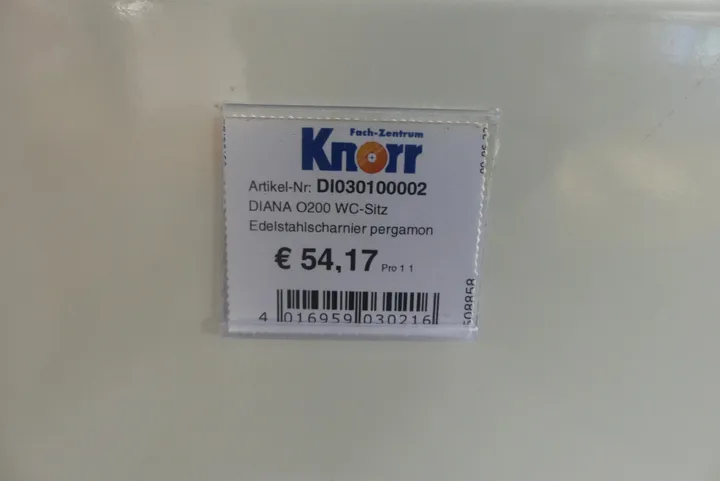 Fach-Zentrum
Knorr
Artikel-Nr: DI030100002
DIANA O200 WC-Sitz
Edelstahlscharnier pergamon
€ 54,17 Pro 1 1
4 016959 030216